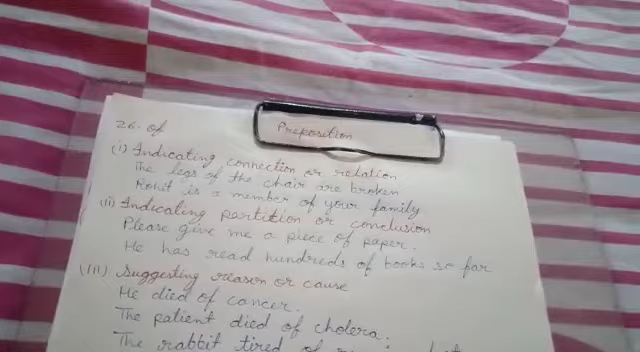 Preposition
26. of
(i) Indicating connection or relation
The legs of the chair are broken
Rohit is a member of your family
(ii) Indicating partition or conclusion
Please give me a piece of paper.
He has read hundreds of books so far
(III) Suggesting reason or cause
He died of cancer.
The patient died of cholera.
The rabbit tired of